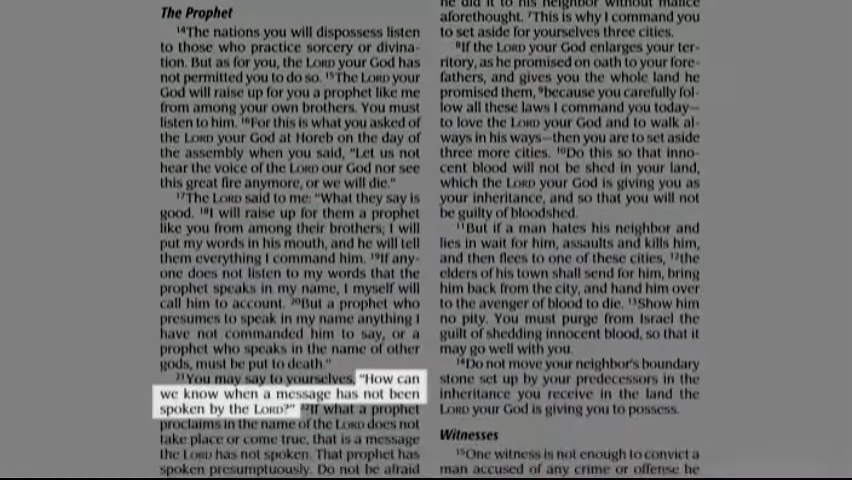 The Prophet
14The nations you will dispossess listen
to those who practice sorcery or divina-
tion. But as for you, the LORD your God has
not permitted you to do so. 15The LORD your
God will raise up for you a prophet like me
from among your own brothers. You must
listen to him. 16For this is what you asked of
the LORD your God at Horeb on the day of
the assembly when you said, "Let us not
hear the voice of the LORD our God nor see
this great fire anymore, or we will die."
17The LORD said to me: "What they say is
good. 18I will raise up for them a prophet
like you from among their brothers; I will
put my words in his mouth, and he will tell
them everything I command him. 19If any-
one does not listen to my words that the
prophet speaks in my name, I myself will
call him to account. 20But a prophet who
presumes to speak in my name anything I
have not commanded him to say, or a
prophet who speaks in the name of other
gods, must be put to death."
21You may say to yourselves, "How can
we know when a message has not been
spoken by the LORD?" 22If what a prophet
proclaims in the name of the LORD does not
take place or come true, that is a message
the LORD has not spoken. That prophet has
spoken presumptuously. Do not be afraid
he did it to his neighbor without malice
aforethought. 7This is why I command you
to set aside for yourselves three cities.
8If the LORD your God enlarges your ter-
ritory, as he promised on oath to your fore-
fathers, and gives you the whole land he
promised them, 9because you carefully fol-
low all these laws I command you today—
to love the LORD your God and to walk al-
ways in his ways—then you are to set aside
three more cities. 10Do this so that inno-
cent blood will not be shed in your land,
which the LORD your God is giving you as
your inheritance, and so that you will not
be guilty of bloodshed.
11But if a man hates his neighbor and
lies in wait for him, assaults and kills him,
and then flees to one of these cities, 12the
elders of his town shall send for him, bring
him back from the city, and hand him over
to the avenger of blood to die. 13Show him
no pity. You must purge from Israel the
guilt of shedding innocent blood, so that it
may go well with you.
14Do not move your neighbor's boundary
stone set up by your predecessors in the
inheritance you receive in the land the
LORD your God is giving you to possess.
Witnesses
15One witness is not enough to convict a
man accused of any crime or offense he